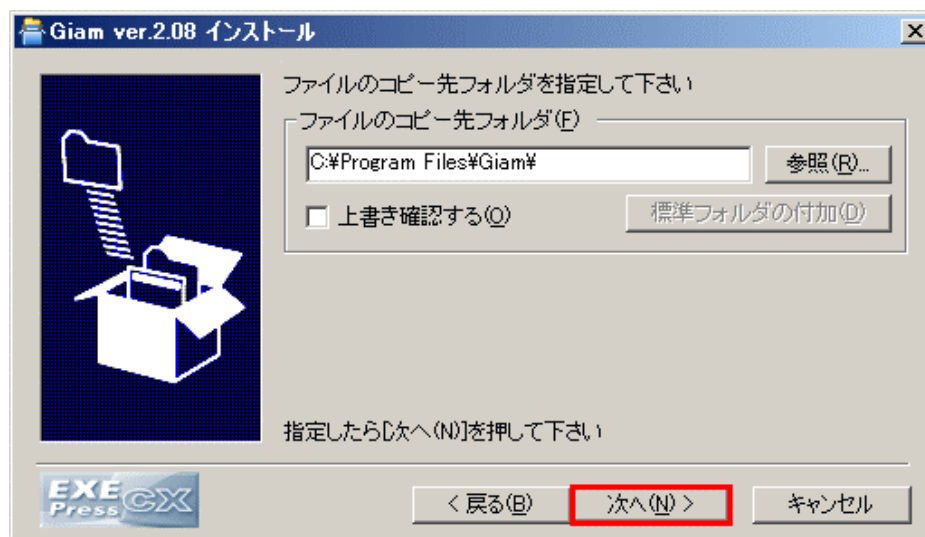 Giam ver.2.08 インストール
ファイルのコピー先フォルダを指定して下さい
ファイルのコピー先フォルダ(F)
C:¥Program Files¥Giam¥
参照(R)...
上書き確認する(O)
標準フォルダの付加(D)
指定したら[次へ(N)]を押して下さい
EXE
Press CX
< 戻る(B)
次へ(N) >
キャンセル